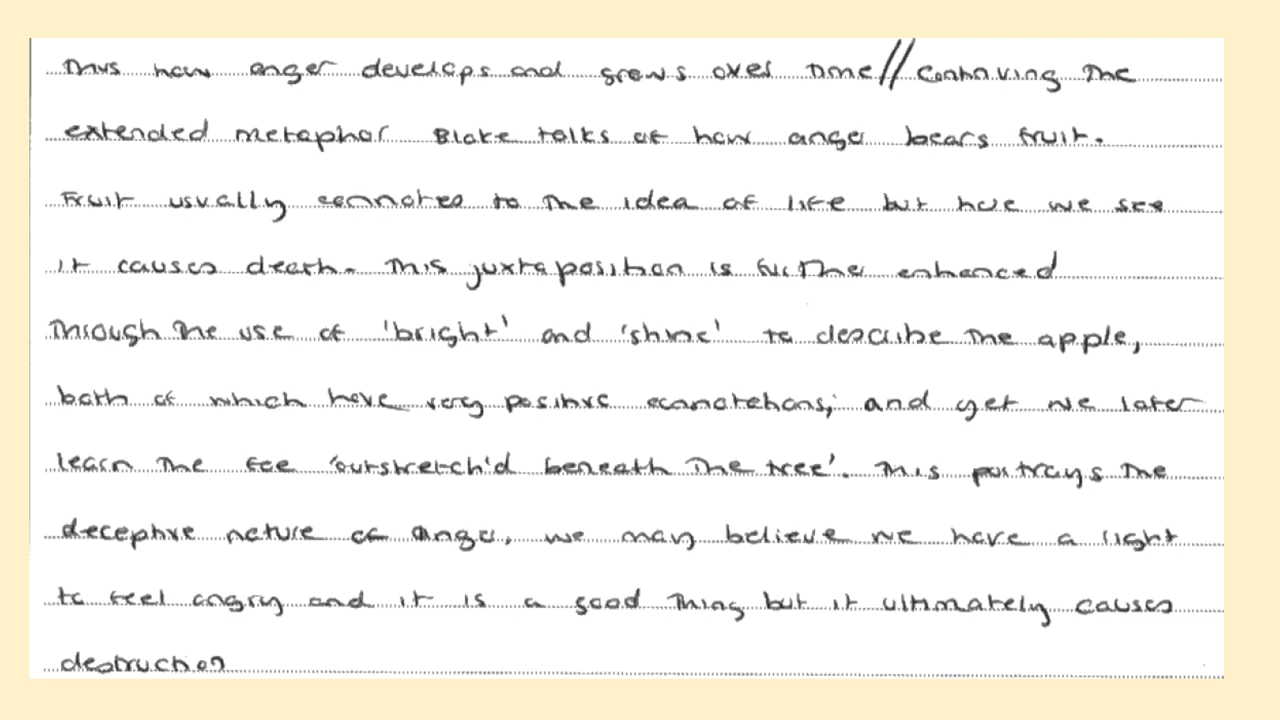 Thus how anger develops and grows over time // Continuing the
extended metaphor Blake talks of how anger bears fruit.
Fruit usually connotes to the idea of life but here we see
it causes death. This juxtaposition is further enhanced
through the use of 'bright' and 'shine' to describe the apple,
both of which have very positive connotations, and yet we later
learn the foe 'outstretch'd beneath the tree'. This portrays the
deceptive nature of anger, we may believe we have a right
to feel angry and it is a good thing but it ultimately causes
destruction